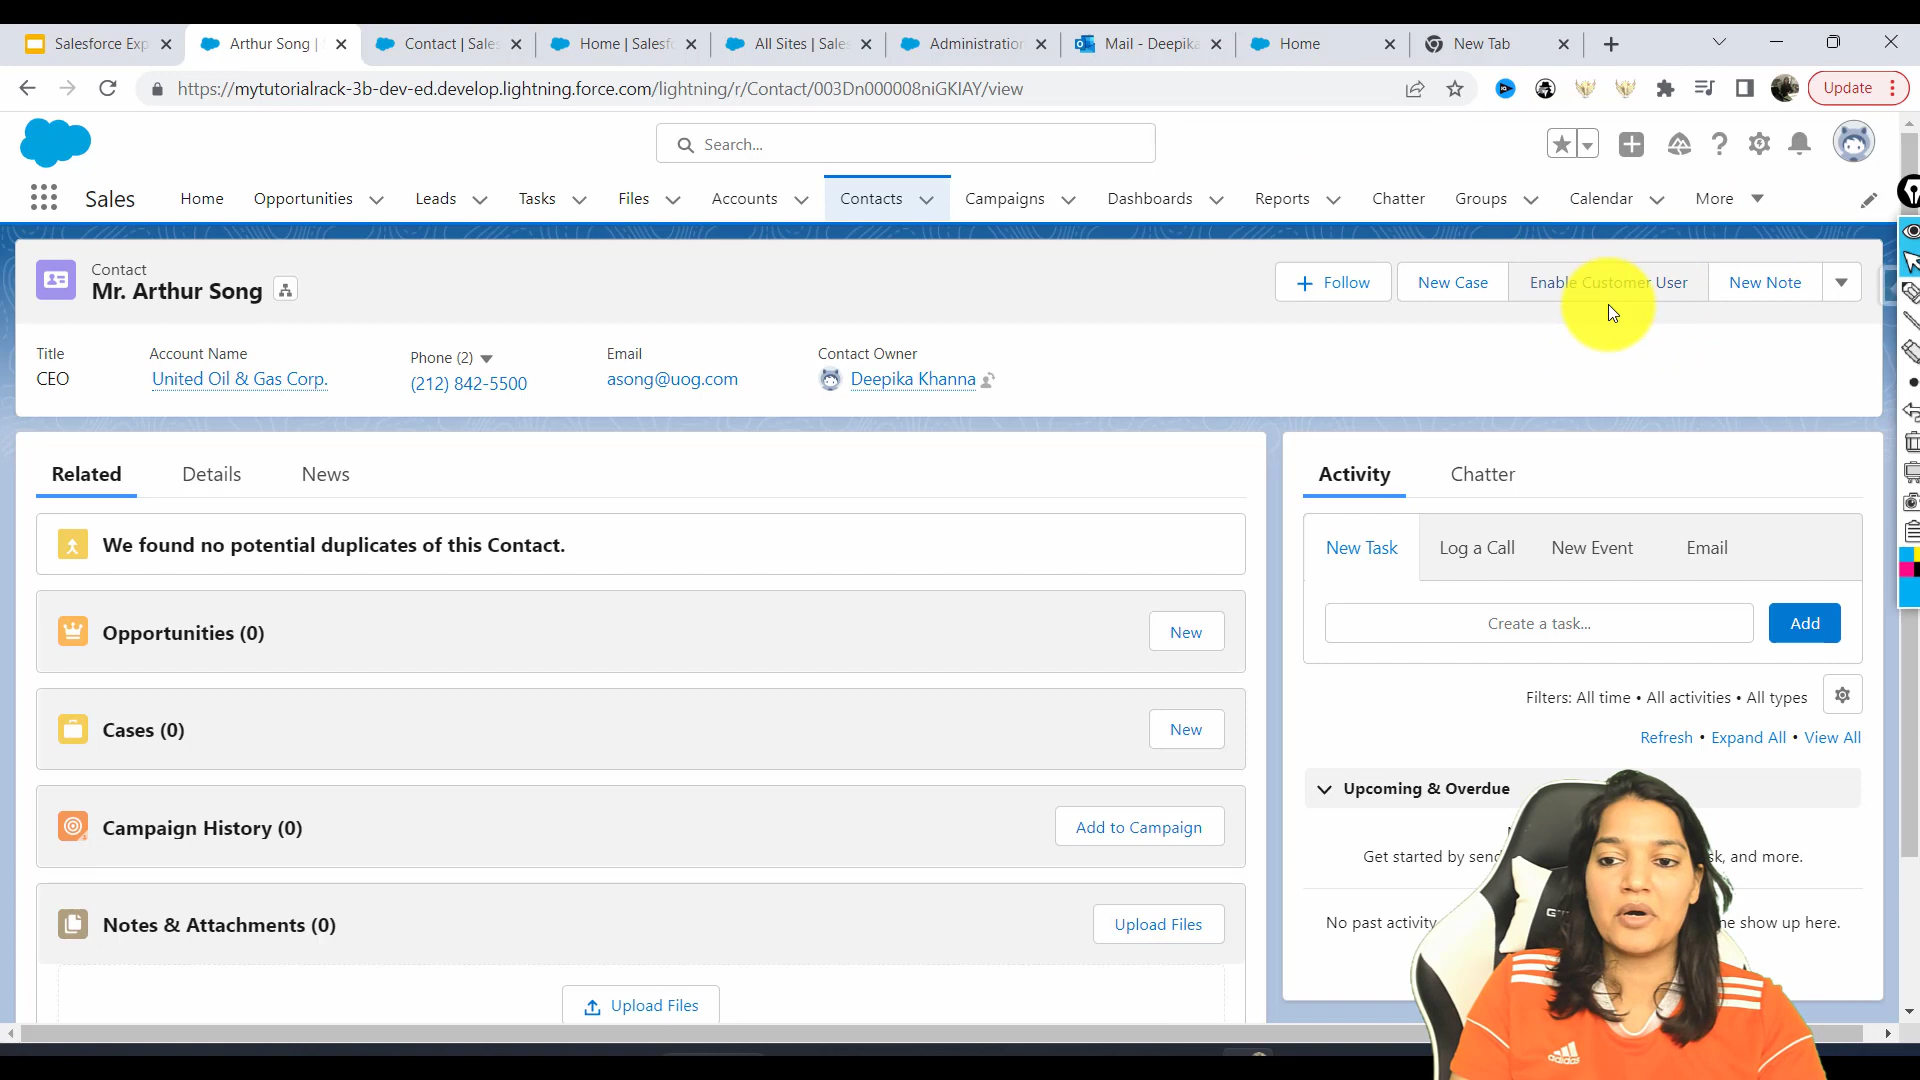 Salesforce Exp
Arthur Song |
Contact | Sales
Home | Salesf
All Sites | Sale
Administration
Mail - Deepika
Home
New Tab
https://mytutorialrack-3b-dev-ed.develop.lightning.force.com/lightning/r/Contact/003Dn000008niGKIAY/view
Update
Search...
Sales
Home
Opportunities
Leads
Tasks
Files
Accounts
Contacts
Campaigns
Dashboards
Reports
Chatter
Groups
Calendar
More
Contact
Mr. Arthur Song
Follow
New Case
Enable Customer User
New Note
Title
Account Name
Phone (2)
Email
Contact Owner
CEO
United Oil & Gas Corp.
(212) 842-5500
asong@uog.com
Deepika Khanna
Related
Details
News
We found no potential duplicates of this Contact.
Opportunities (0)
New
Cases (0)
New
Campaign History (0)
Add to Campaign
Notes & Attachments (0)
Upload Files
Upload Files
Activity
Chatter
New Task
Log a Call
New Event
Email
Create a task...
Add
Filters: All time • All activities • All types
Refresh • Expand All • View All
Upcoming & Overdue
Get started by send sk, and more.
No past activity ne show up here.